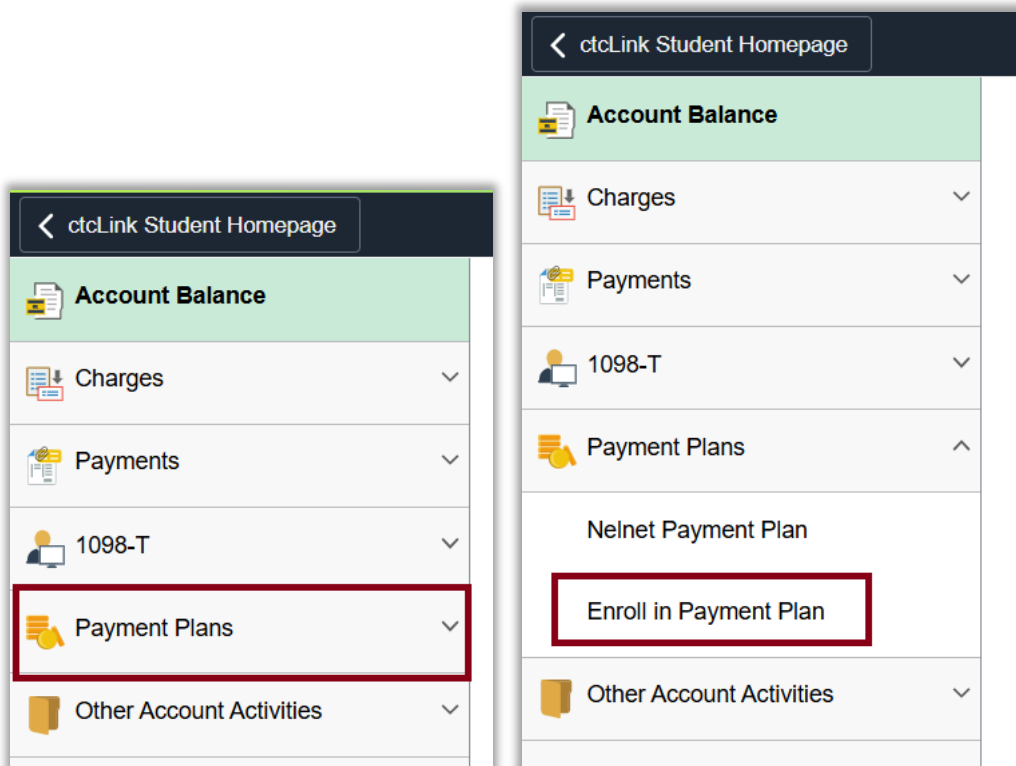 ctcLink Student Homepage
Account Balance
Charges
Payments
1098-T
Payment Plans
Other Account Activities
ctcLink Student Homepage
Account Balance
Charges
Payments
1098-T
Payment Plans
Nelnet Payment Plan
Enroll in Payment Plan
Other Account Activities